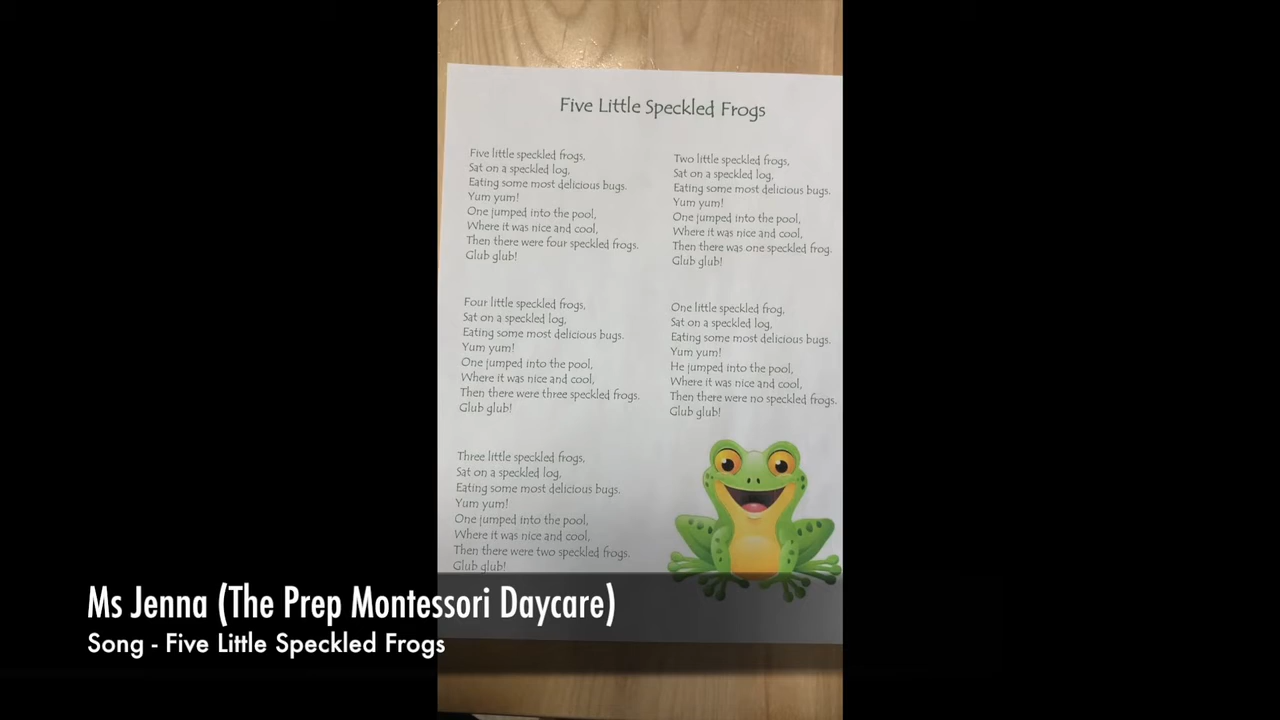 Five Little Speckled Frogs
Five little speckled frogs,
Sat on a speckled log,
Eating some most delicious bugs.
Yum yum!
One jumped into the pool,
Where it was nice and cool,
Then there were four speckled frogs.
Glub glub!
Four little speckled frogs,
Sat on a speckled log,
Eating some most delicious bugs.
Yum yum!
One jumped into the pool,
Where it was nice and cool,
Then there were three speckled frogs.
Glub glub!
Three little speckled frogs,
Sat on a speckled log,
Eating some most delicious bugs.
Yum yum!
One jumped into the pool,
Where it was nice and cool,
Then there were two speckled frogs.
Glub glub!
Two little speckled frogs,
Sat on a speckled log,
Eating some most delicious bugs.
Yum yum!
One jumped into the pool,
Where it was nice and cool,
Then there was one speckled frog.
Glub glub!
One little speckled frog,
Sat on a speckled log,
Eating some most delicious bugs.
Yum yum!
He jumped into the pool,
Where it was nice and cool,
Then there were no speckled frogs.
Glub glub!
Ms Jenna (The Prep Montessori Daycare)
Song - Five Little Speckled Frogs